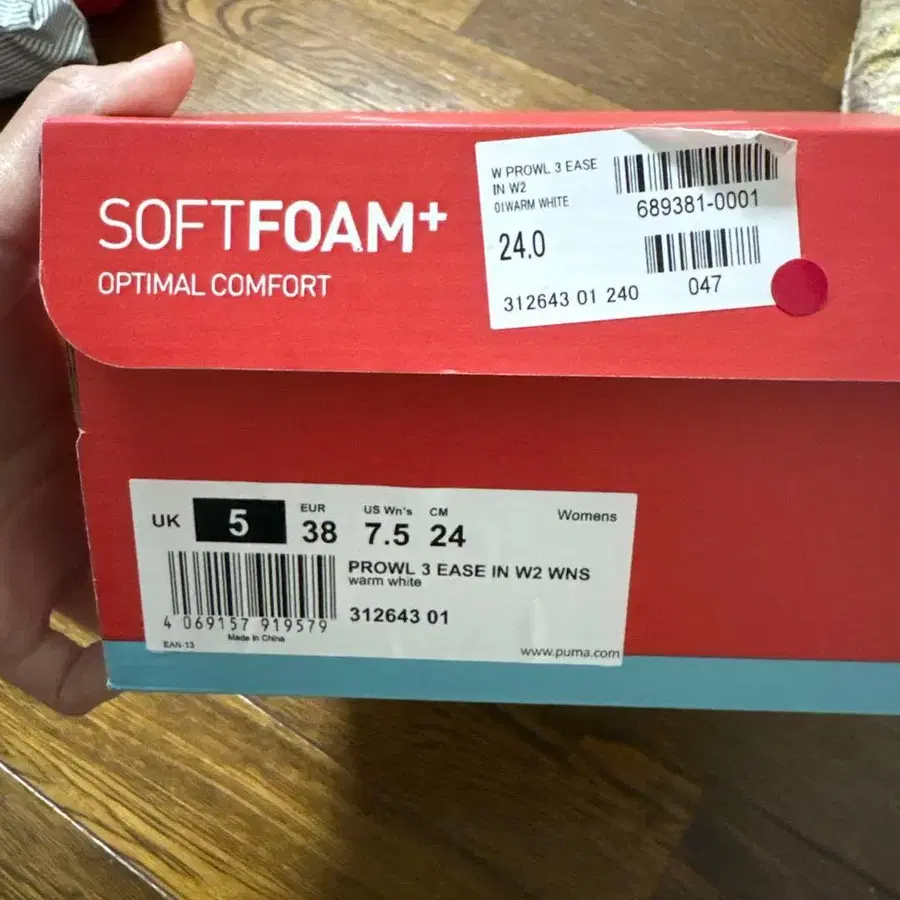 SOFTFOAM+
OPTIMAL COMFORT
W PROWL 3 EASE
IN W2
01WARM WHITE
689381-0001
24.0
047
312643 01 240
UK 5 EUR 38 US Wn's 7.5 CM 24 Womens
PROWL 3 EASE IN W2 WNS
warm white
312643 01
4 069157 919579
Made in China
EAN-13
www.puma.com